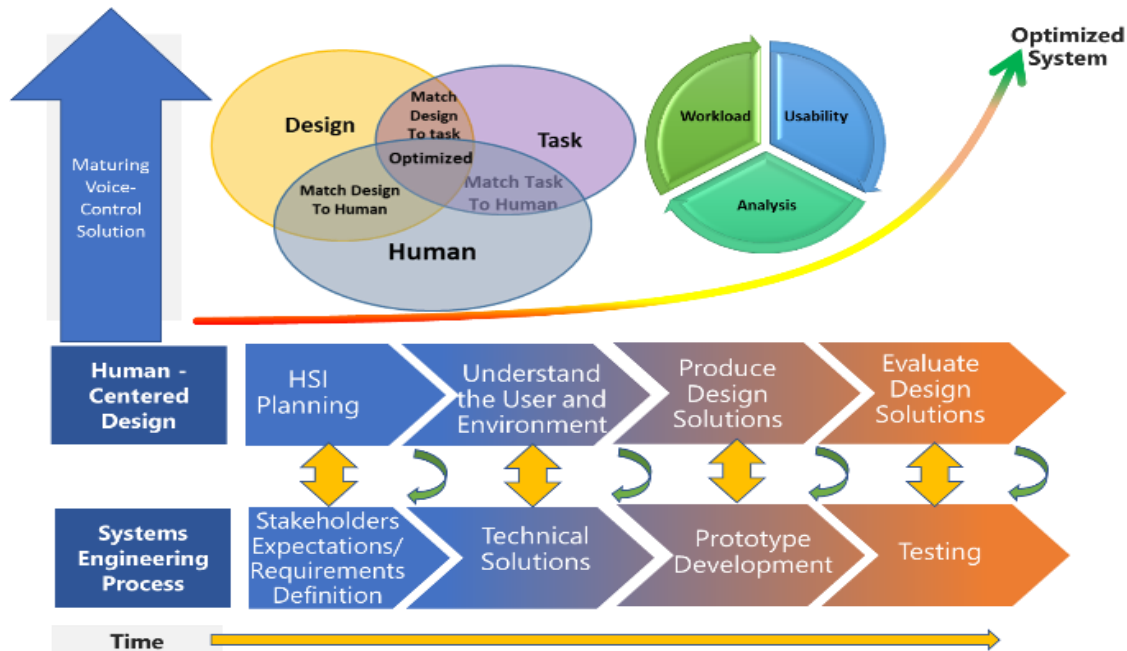 Optimized
System
Maturing
Voice-
Control
Solution
Design
Match
Design
To task
Task
Optimized
Match Design
To Human
Match Task
To Human
Human
Workload
Usability
Analysis
Human -
Centered
Design
HSI
Planning
Understand
the User and
Environment
Produce
Design
Solutions
Evaluate
Design
Solutions
Systems
Engineering
Process
Stakeholders
Expectations/
Requirements
Definition
Technical
Solutions
Prototype
Development
Testing
Time